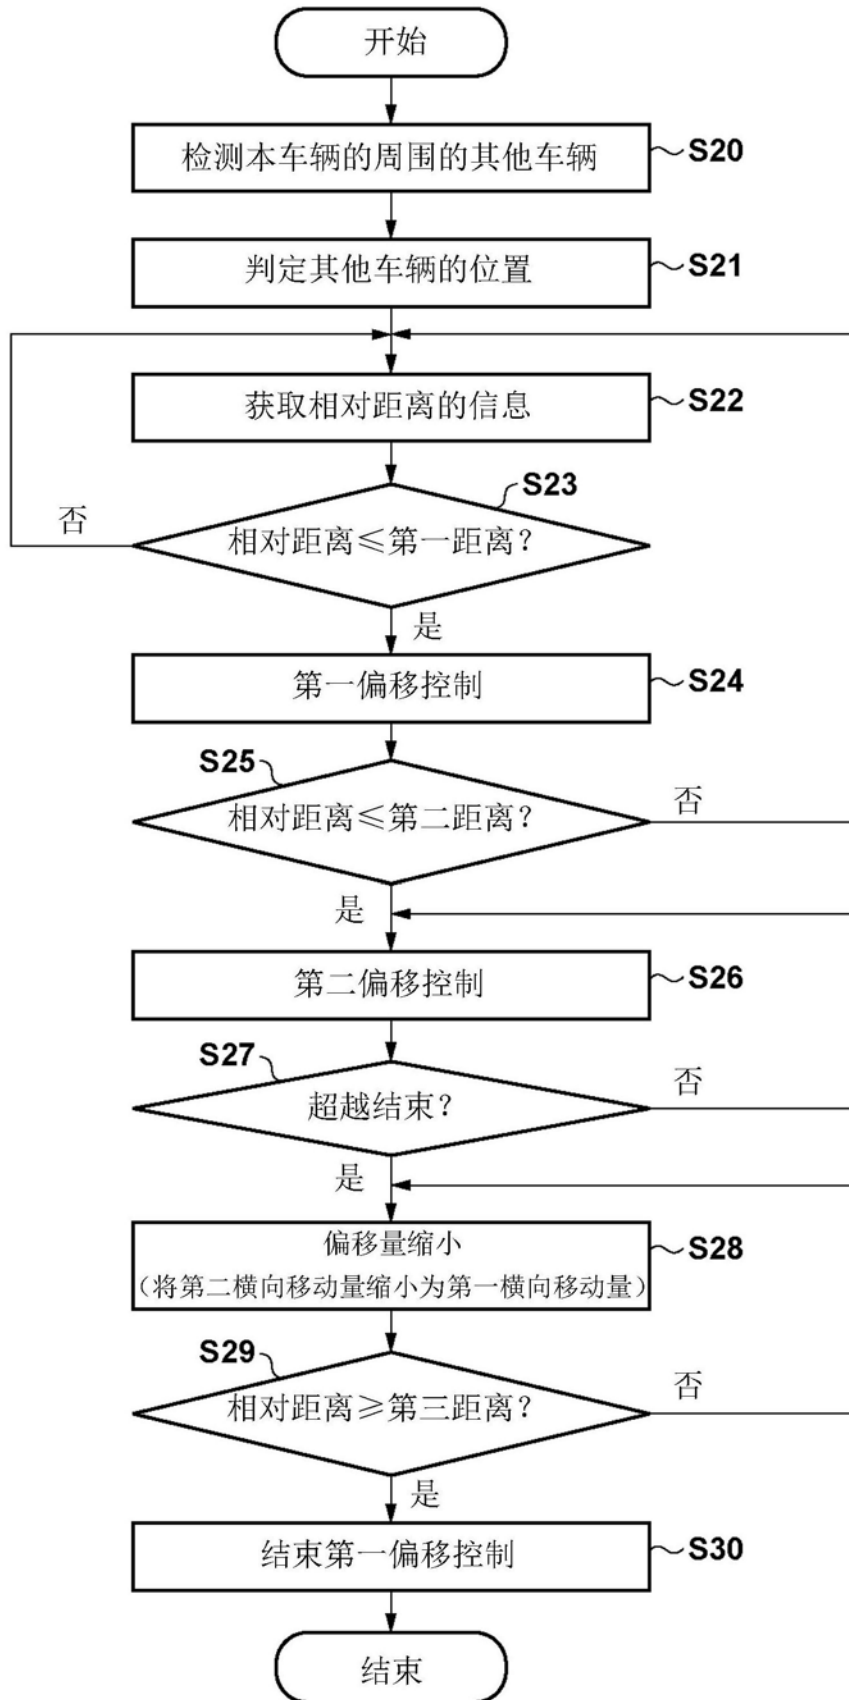 开始
检测本车辆的周围的其他车辆
S20
判定其他车辆的位置
S21
获取相对距离的信息
S22
S23
否
相对距离≤第一距离?
是
第一偏移控制
S24
S25
相对距离≤第二距离?
否
是
第二偏移控制
S26
S27
超越结束?
否
是
偏移量缩小
(将第二横向移动量缩小为第一横向移动量)
S28
S29
相对距离≥第三距离?
否
是
结束第一偏移控制
S30
结束